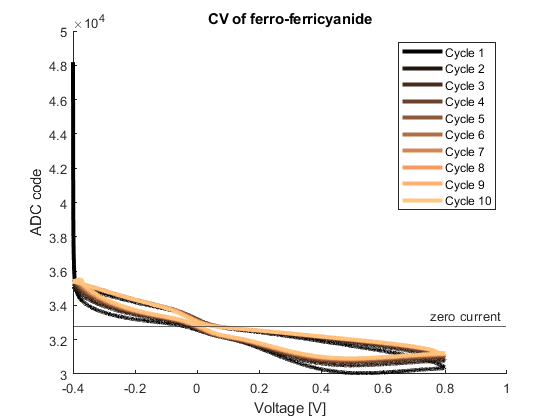 CV of ferro-ferricyanide
×10⁴
5
4.8
4.6
4.4
4.2
4
3.8
3.6
3.4
3.2
3
ADC code
Cycle 1
Cycle 2
Cycle 3
Cycle 4
Cycle 5
Cycle 6
Cycle 7
Cycle 8
Cycle 9
Cycle 10
zero current
-0.4 -0.2 0 0.2 0.4 0.6 0.8 1
Voltage [V]